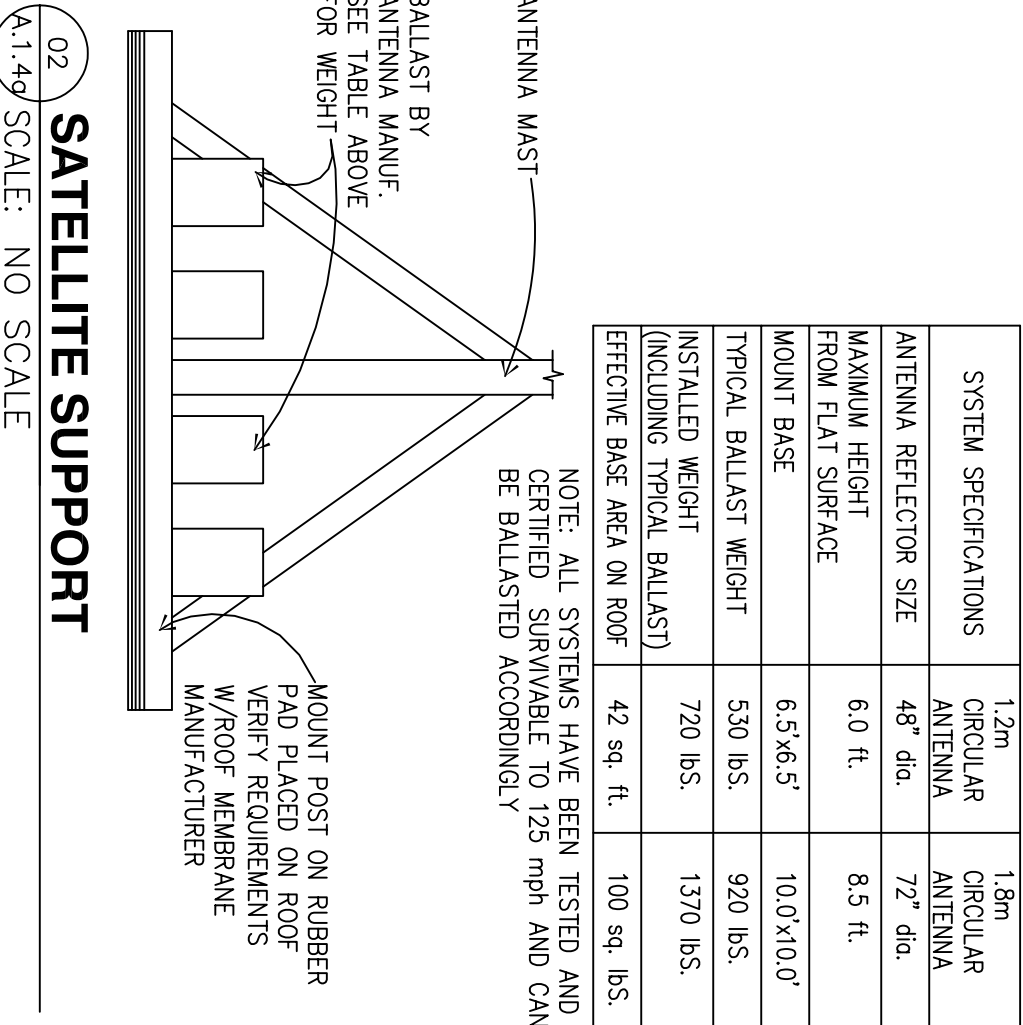 SYSTEM SPECIFICATIONS 1.2m CIRCULAR ANTENNA 1.8m CIRCULAR ANTENNA
ANTENNA REFLECTOR SIZE 48" dia. 72" dia.
MAXIMUM HEIGHT
FROM FLAT SURFACE 6.0 ft. 8.5 ft.
MOUNT BASE 6.5'x6.5' 10.0'x10.0'
TYPICAL BALLAST WEIGHT 530 lbS. 920 lbS.
INSTALLED WEIGHT
(INCLUDING TYPICAL BALLAST) 720 lbS. 1370 lbS.
EFFECTIVE BASE AREA ON ROOF 42 sq. ft. 100 sq. lbS.
NOTE: ALL SYSTEMS HAVE BEEN TESTED AND
CERTIFIED SURVIVABLE TO 125 mph AND CAN
BE BALLASTED ACCORDINGLY
ANTENNA MAST
BALLAST BY
ANTENNA MANUF.
SEE TABLE ABOVE
FOR WEIGHT
MOUNT POST ON RUBBER
PAD PLACED ON ROOF
VERIFY REQUIREMENTS
W/ROOF MEMBRANE
MANUFACTURER
02
SATELLITE SUPPORT
A.1.4a SCALE: NO SCALE